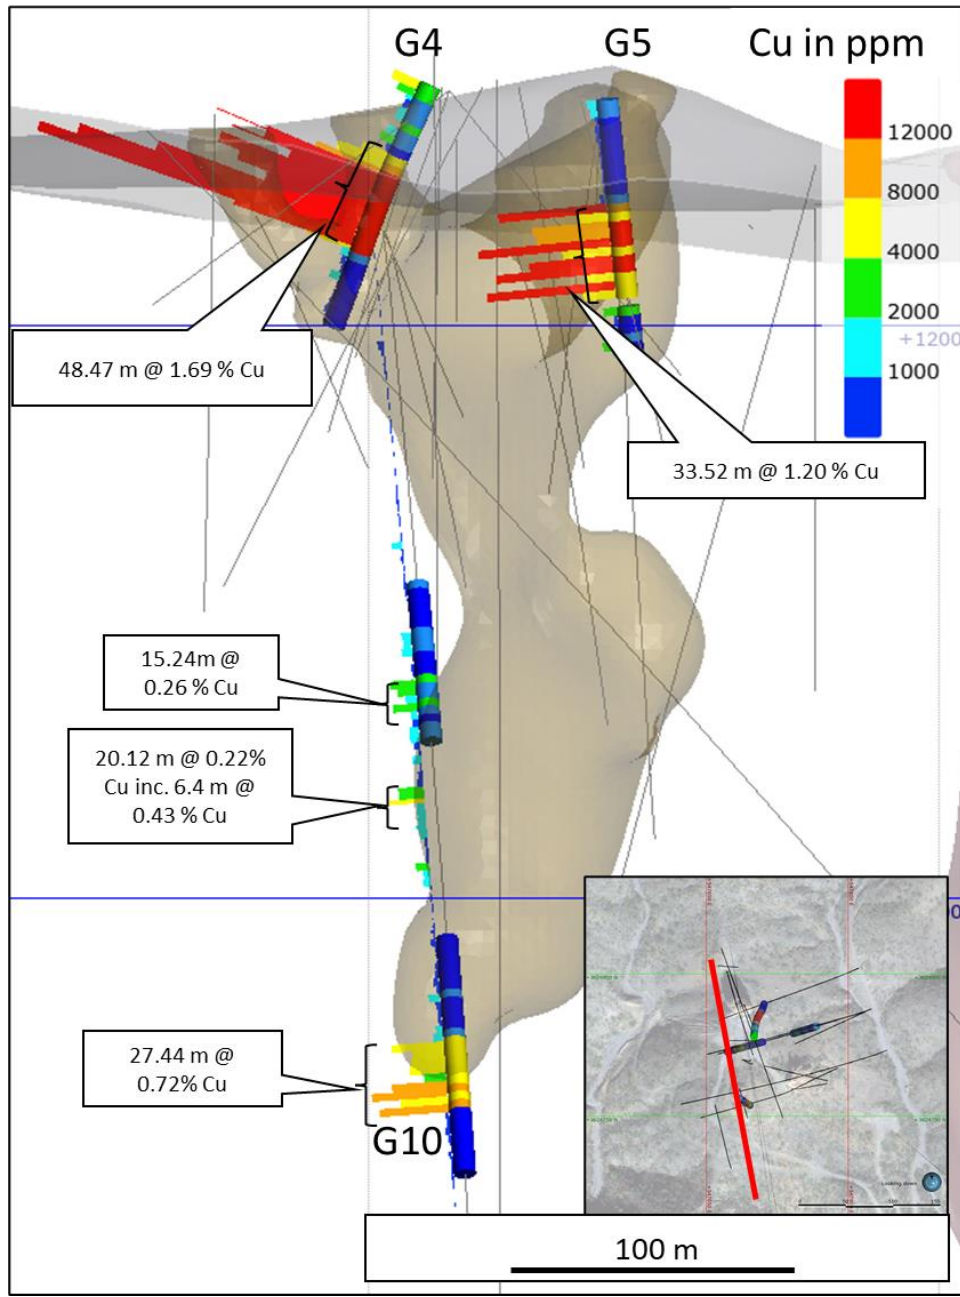 G4
G5
Cu in ppm
12000
8000
4000
2000
1000
+1200
48.47 m @ 1.69 % Cu
33.52 m @ 1.20 % Cu
15.24m @
0.26 % Cu
20.12 m @ 0.22%
Cu inc. 6.4 m @
0.43 % Cu
27.44 m @
0.72% Cu
G10
Looking down
100 m